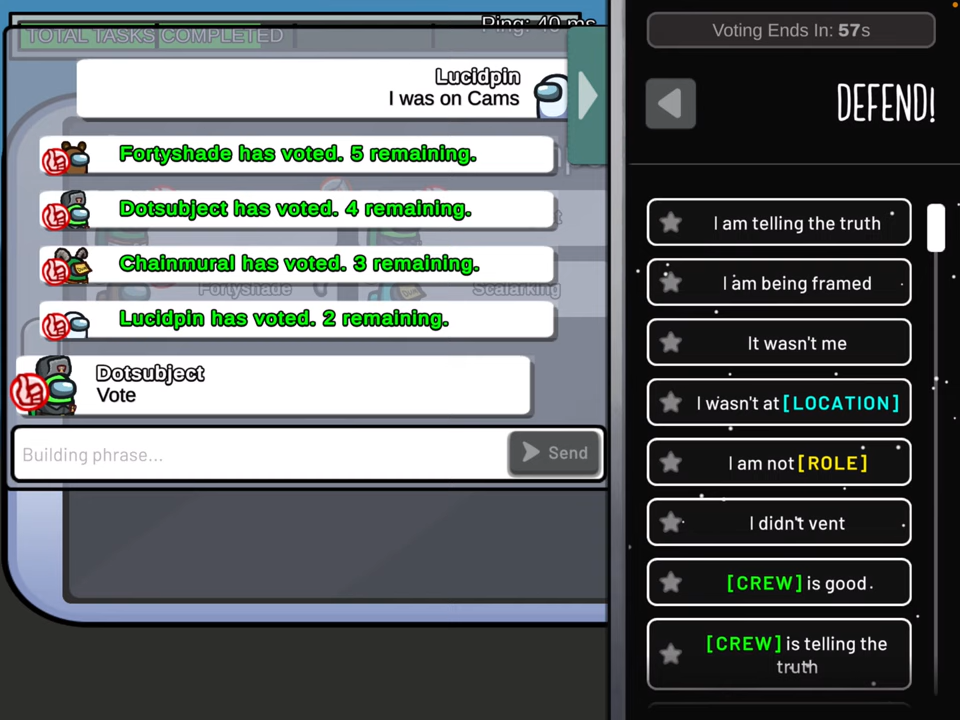 TOTAL TASKS COMPLETED
Ping: 40 ms
Lucidpin
I was on Cams
Fortyshade has voted. 5 remaining.
Dotsubject has voted. 4 remaining.
Chainmural has voted. 3 remaining.
Fortyshade
Scalarking
Lucidpin has voted. 2 remaining.
Dotsubject
Vote
Building phrase...
Send
Voting Ends In: 57s
DEFEND!
I am telling the truth
I am being framed
It wasn't me
I wasn't at [LOCATION]
I am not [ROLE]
I didn't vent
[CREW] is good
[CREW] is telling the
truth